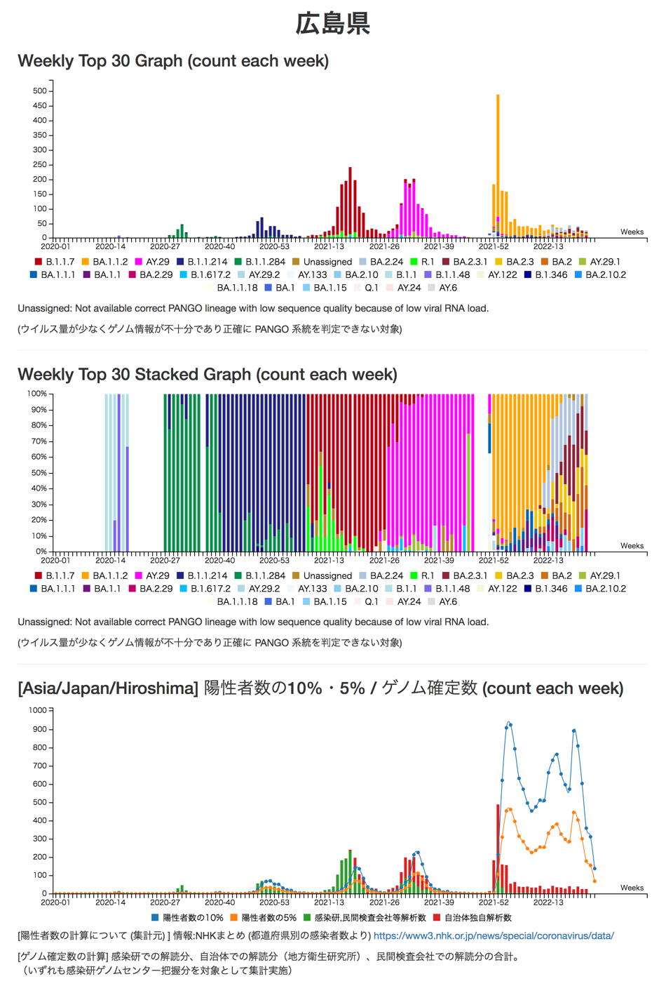 広島県
Weekly Top 30 Graph (count each week)
500
450
400
350
300
250
200
150
100
50
0
Weeks
2020-01 2020-14 2020-27 2020-40 2020-53 2021-13 2021-26 2021-39 2021-52 2022-13
B.1.1.7 BA.1.1.2 AY.29 B.1.1.214 B.1.1.284 Unassigned BA.2.24 R.1 BA.2.3.1 BA.2.3 BA.2 AY.29.1
BA.1.1.1 BA.1.1 BA.2.29 B.1.617.2 AY.29.2 AY.133 BA.2.10 B.1.1 B.1.1.48 AY.122 B.1.346 BA.2.10.2
BA.1.1.18 BA.1 BA.1.15 Q.1 AY.24 AY.6
Unassigned: Not available correct PANGO lineage with low sequence quality because of low viral RNA load.
(ウイルス量が少なくゲノム情報が不十分であり正確に PANGO 系統を判定できない対象)
Weekly Top 30 Stacked Graph (count each week)
100%
90%
80%
70%
60%
50%
40%
30%
20%
10%
0%
Weeks
2020-01 2020-14 2020-27 2020-40 2020-53 2021-13 2021-26 2021-39 2021-52 2022-13
B.1.1.7 BA.1.1.2 AY.29 B.1.1.214 B.1.1.284 Unassigned BA.2.24 R.1 BA.2.3.1 BA.2.3 BA.2 AY.29.1
BA.1.1.1 BA.1.1 BA.2.29 B.1.617.2 AY.29.2 AY.133 BA.2.10 B.1.1 B.1.1.48 AY.122 B.1.346 BA.2.10.2
BA.1.1.18 BA.1 BA.1.15 Q.1 AY.24 AY.6
Unassigned: Not available correct PANGO lineage with low sequence quality because of low viral RNA load.
(ウイルス量が少なくゲノム情報が不十分であり正確に PANGO 系統を判定できない対象)
[Asia/Japan/Hiroshima] 陽性者数の10%・5% / ゲノム確定数 (count each week)
1000
900
800
700
600
500
400
300
200
100
0
Weeks
2020-01 2020-14 2020-27 2020-40 2020-53 2021-13 2021-26 2021-39 2021-52 2022-13
陽性者数の10% 陽性者数の5% 感染研,民間検査会社等解析数 自治体独自解析数
[陽性者数の計算について (集計元) ] 情報:NHKまとめ (都道府県別の感染者数より) https://www3.nhk.or.jp/news/special/coronavirus/data/
[ゲノム確定数の計算] 感染研での解読分、自治体での解読分（地方衛生研究所）、民間検査会社での解読分の合計。
（いずれも感染研ゲノムセンター把握分を対象として集計実施）